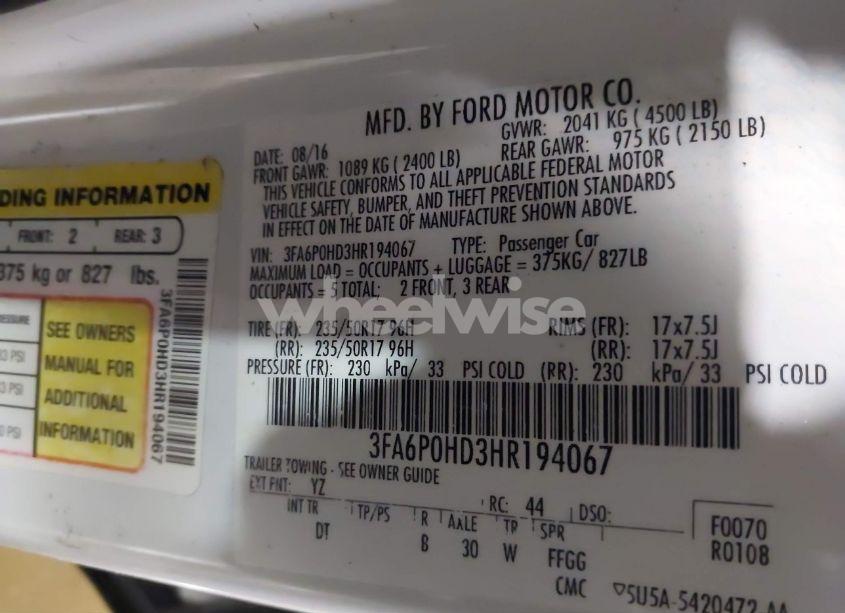 MFD. BY FORD MOTOR CO.
DATE: 08/16 GVWR: 2041 KG ( 4500 LB)
FRONT GAWR: 1089 KG ( 2400 LB) REAR GAWR: 975 KG ( 2150 LB)
THIS VEHICLE CONFORMS TO ALL APPLICABLE FEDERAL MOTOR
VEHICLE SAFETY, BUMPER, AND THEFT PREVENTION STANDARDS
IN EFFECT ON THE DATE OF MANUFACTURE SHOWN ABOVE.
VIN: 3FA6P0HD3HR194067 TYPE: Passenger Car
MAXIMUM LOAD = OCCUPANTS + LUGGAGE = 375KG/ 827LB
OCCUPANTS = 5 TOTAL: 2 FRONT, 3 REAR
wheelwise
TIRE (FR): 235/50R17 96H RIMS (FR): 17x7.5J
(RR): 235/50R17 96H (RR): 17x7.5J
PRESSURE (FR): 230 kPa/ 33 PSI COLD (RR): 230 kPa/ 33 PSI COLD
3FA6P0HD3HR194067
TRAILER TOWING - SEE OWNER GUIDE
EXT PNT: YZ RC: 44 DSO:
INT TR TP/PS R AXLE TR SPR
DT B 30 W FFGG
CMC
F0070
R0108
5U5A-5420472-AA
DING INFORMATION
FRONT: 2 REAR: 3
375 kg or 827 lbs.
3FA6P0HD3HR194067
SEE OWNERS
MANUAL FOR
ADDITIONAL
INFORMATION
PSI
PSI
PSI